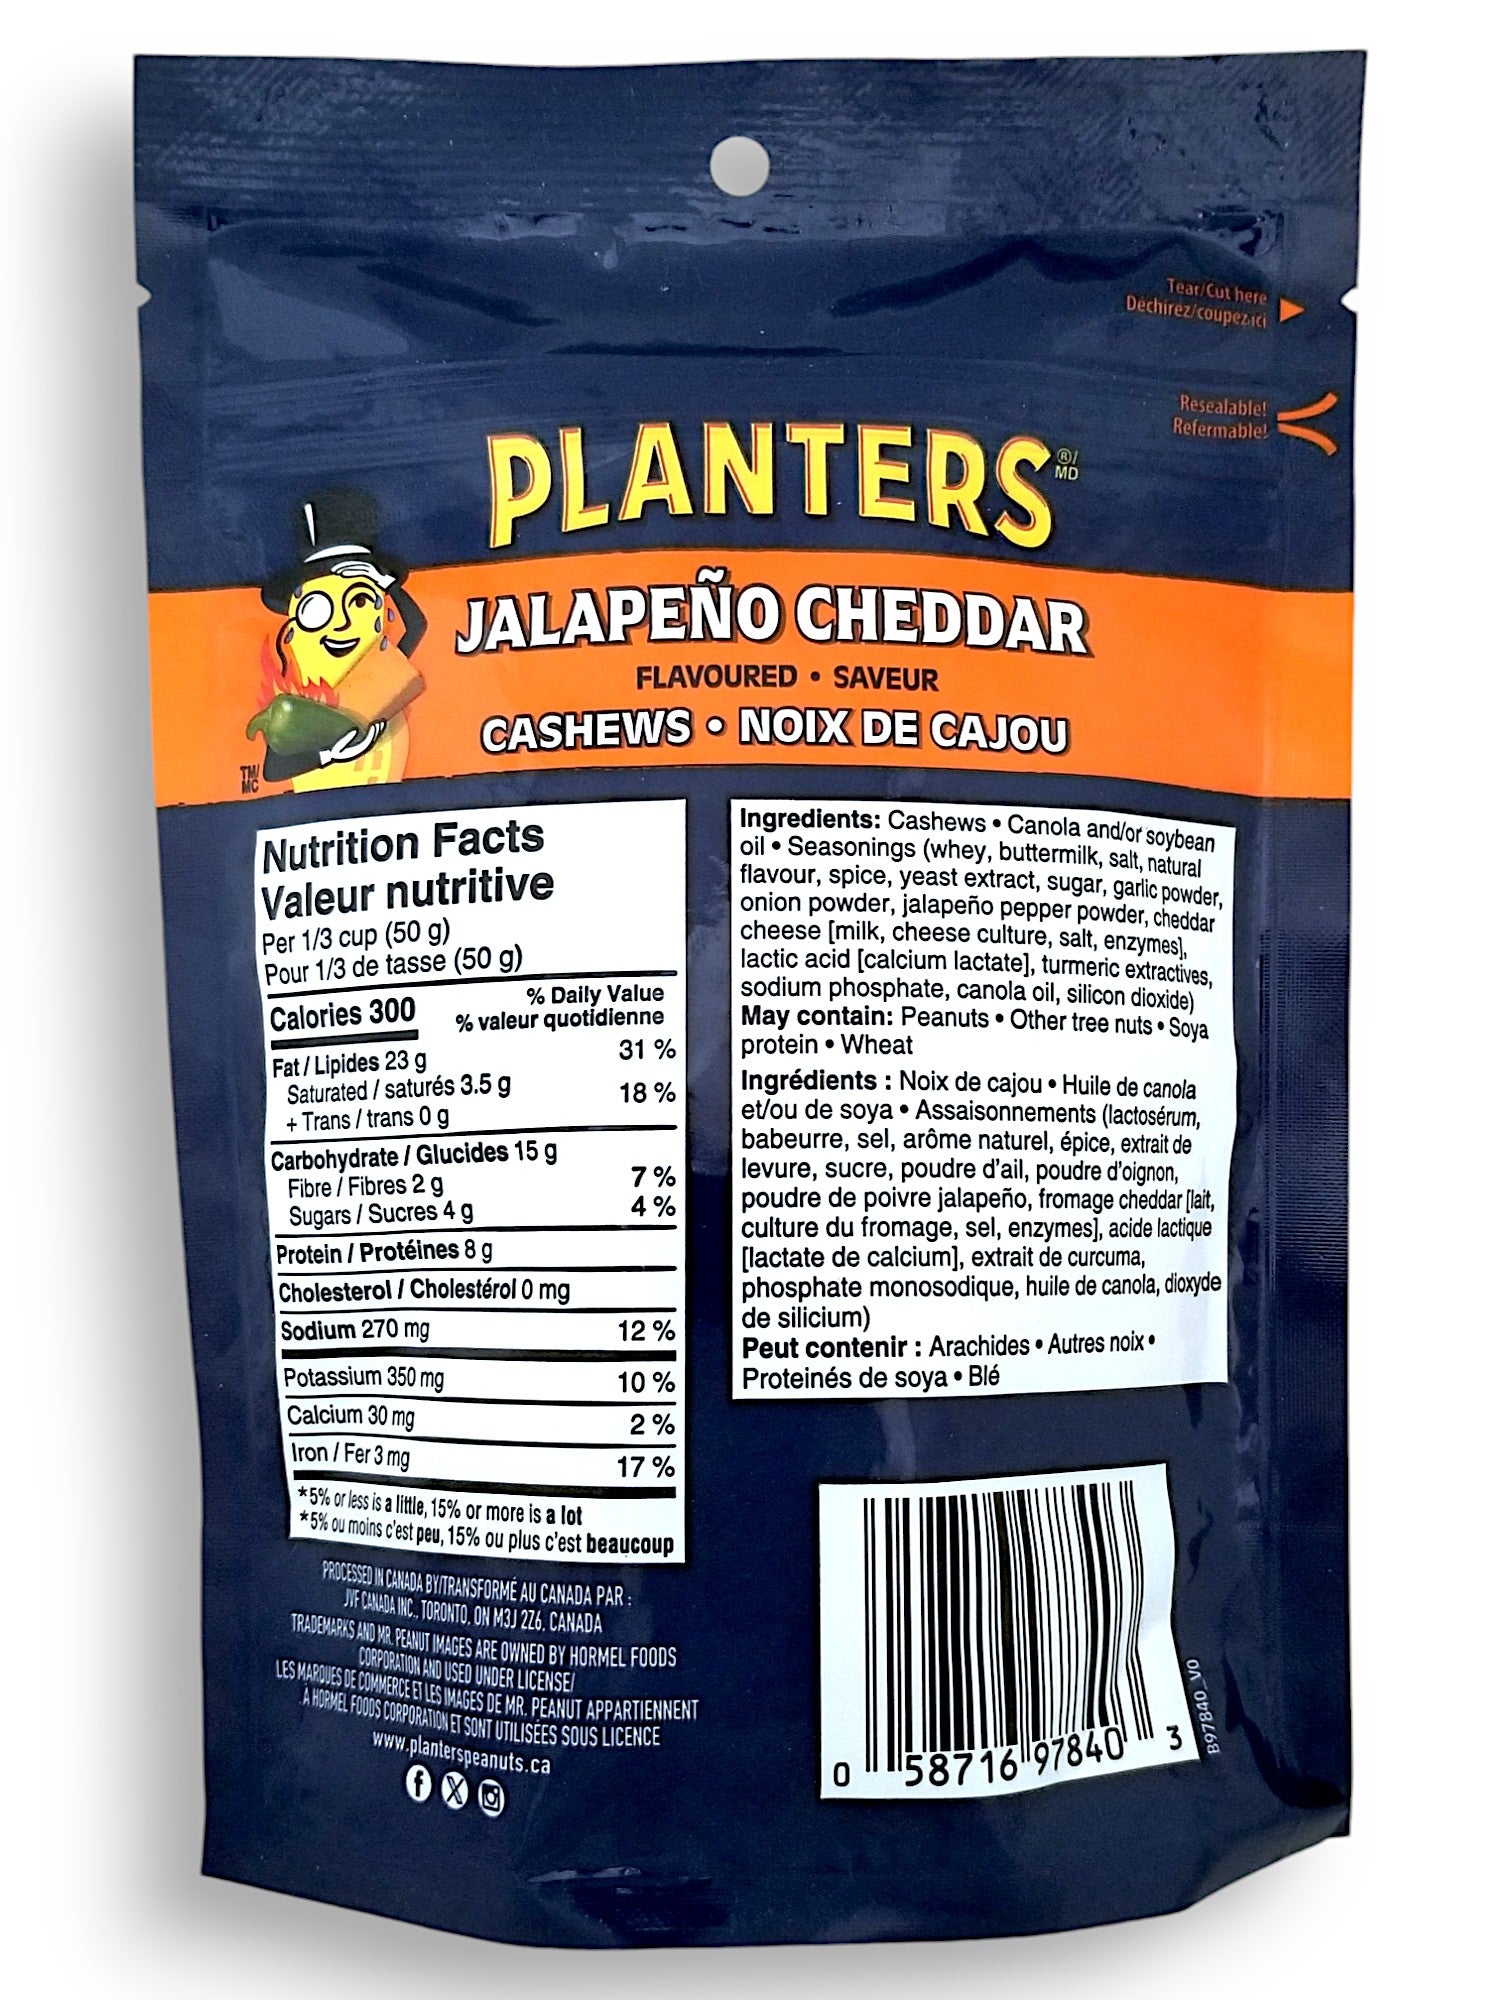 Tear/Cut here
Déchirez/coupez ici
Resealable!
Refermable!
PLANTERS®/MD
JALAPEÑO CHEDDAR
FLAVOURED • SAVEUR
CASHEWS • NOIX DE CAJOU
TM/
MC
Nutrition Facts
Valeur nutritive
Per 1/3 cup (50 g)
Pour 1/3 de tasse (50 g)
Calories 300
% Daily Value
% valeur quotidienne
Fat / Lipides 23 g 31 %
Saturated / saturés 3.5 g
+ Trans / trans 0 g 18 %
Carbohydrate / Glucides 15 g
Fibre / Fibres 2 g 7 %
Sugars / Sucres 4 g 4 %
Protein / Protéines 8 g
Cholesterol / Cholestérol 0 mg
Sodium 270 mg 12 %
Potassium 350 mg 10 %
Calcium 30 mg 2 %
Iron / Fer 3 mg 17 %
*5% or less is a little, 15% or more is a lot
*5% ou moins c'est peu, 15% ou plus c'est beaucoup
Ingredients: Cashews • Canola and/or soybean
oil • Seasonings (whey, buttermilk, salt, natural
flavour, spice, yeast extract, sugar, garlic powder,
onion powder, jalapeño pepper powder, cheddar
cheese [milk, cheese culture, salt, enzymes],
lactic acid [calcium lactate], turmeric extractives,
sodium phosphate, canola oil, silicon dioxide)
May contain: Peanuts • Other tree nuts • Soya
protein • Wheat
Ingrédients : Noix de cajou • Huile de canola
et/ou de soya • Assaisonnements (lactosérum,
babeurre, sel, arôme naturel, épice, extrait de
levure, sucre, poudre d'ail, poudre d'oignon,
poudre de poivre jalapeño, fromage cheddar [lait,
culture du fromage, sel, enzymes], acide lactique
[lactate de calcium], extrait de curcuma,
phosphate monosodique, huile de canola, dioxyde
de silicium)
Peut contenir : Arachides • Autres noix •
Proteinés de soya • Blé
PROCESSED IN CANADA BY/TRANSFORMÉ AU CANADA PAR :
JVF CANADA INC., TORONTO, ON M3J 2Z6, CANADA
TRADEMARKS AND MR. PEANUT IMAGES ARE OWNED BY HORMEL FOODS
CORPORATION AND USED UNDER LICENSE/
LES MARQUES DE COMMERCE ET LES IMAGES DE MR. PEANUT APPARTIENNENT
À HORMEL FOODS CORPORATION ET SONT UTILISÉES SOUS LICENCE
www.planterspeanuts.ca
0 58716 97840 3
B97840_V0